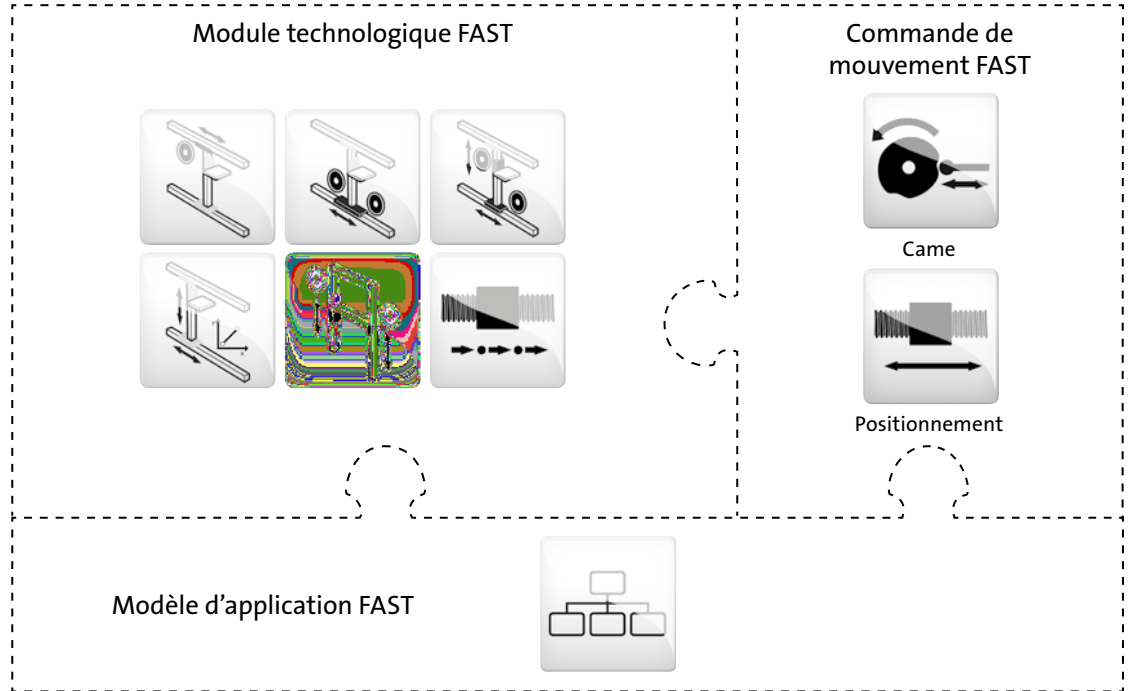 Module technologique FAST
Commande de
mouvement FAST
Came
Positionnement
Modèle d’application FAST